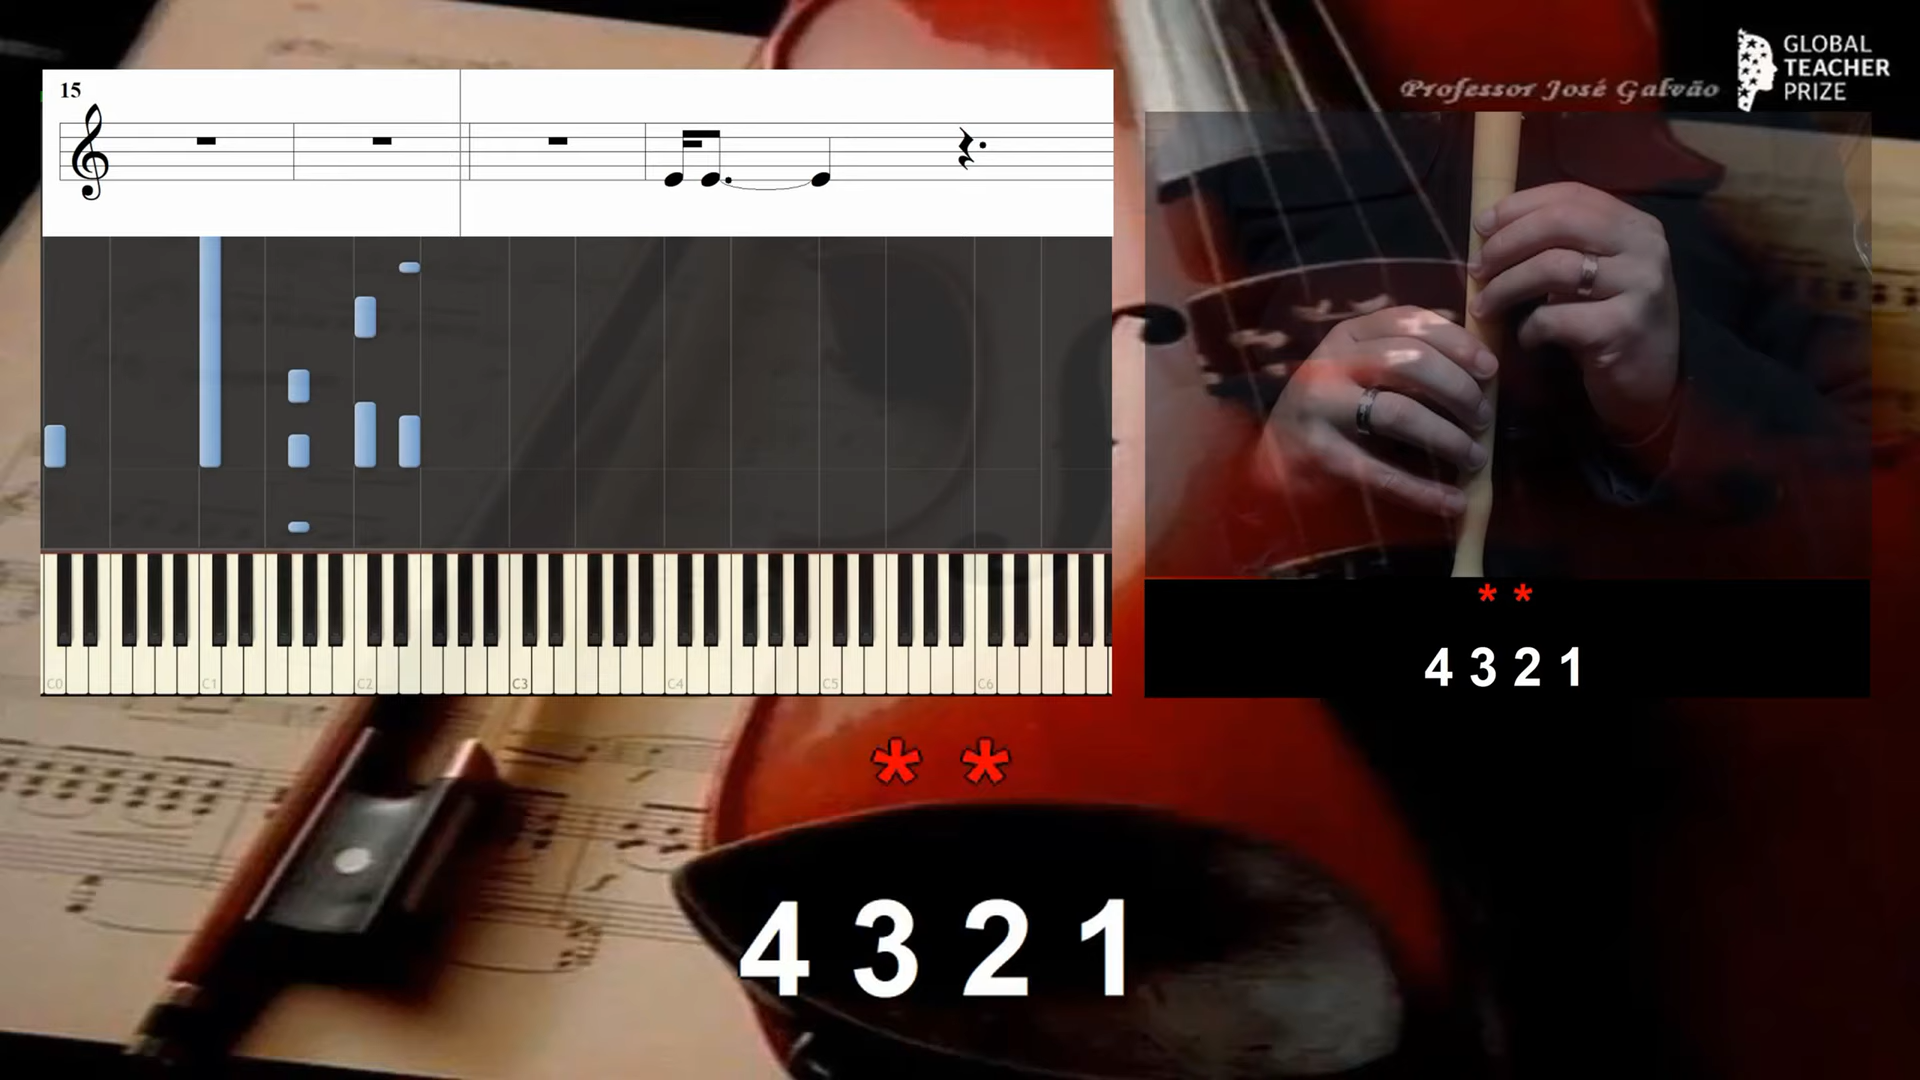 GLOBAL
TEACHER
PRIZE
Professor José Galvão
15
C0 C1 C2 C3 C4 C5 C6
* *
4 3 2 1
* *
4 3 2 1